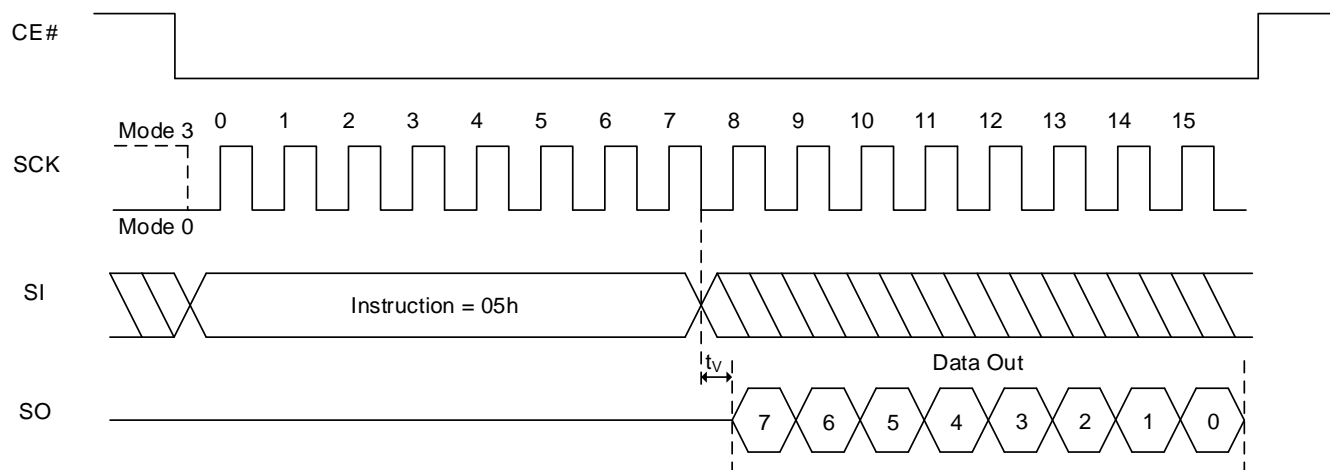 CE#
0 1 2 3 4 5 6 7 8 9 10 11 12 13 14 15
Mode 3
SCK
Mode 0
SI
Instruction = 05h
tV
Data Out
SO
7 6 5 4 3 2 1 0